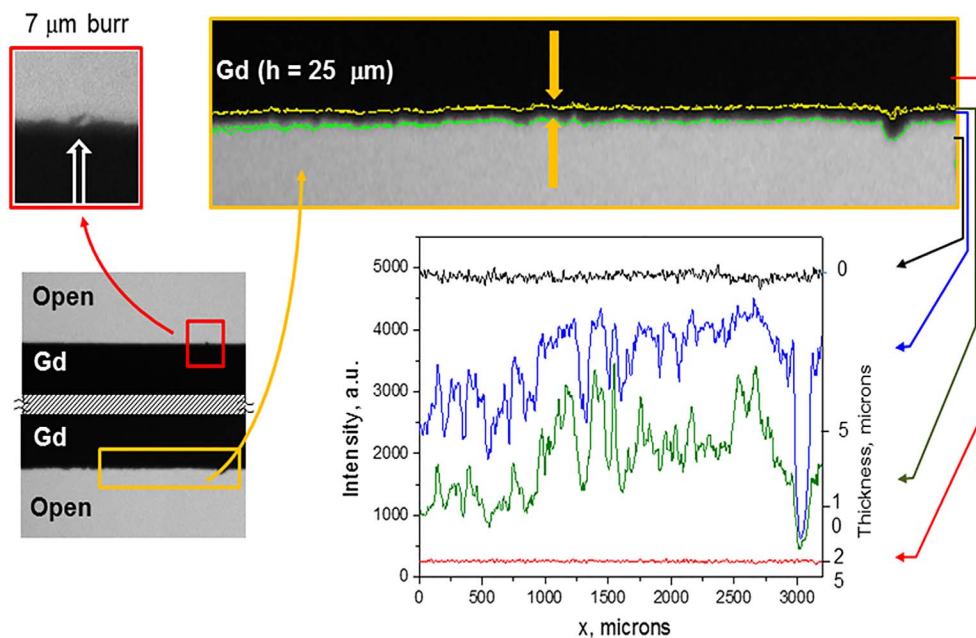 7 μm burr
Gd (h = 25 μm)
Open
Gd
Gd
Open
5000
4000
3000
2000
1000
0
Intensity, a.u.
0
5
1
0
2
5
Thickness, microns
0
500
1000
1500
2000
2500
3000
x, microns